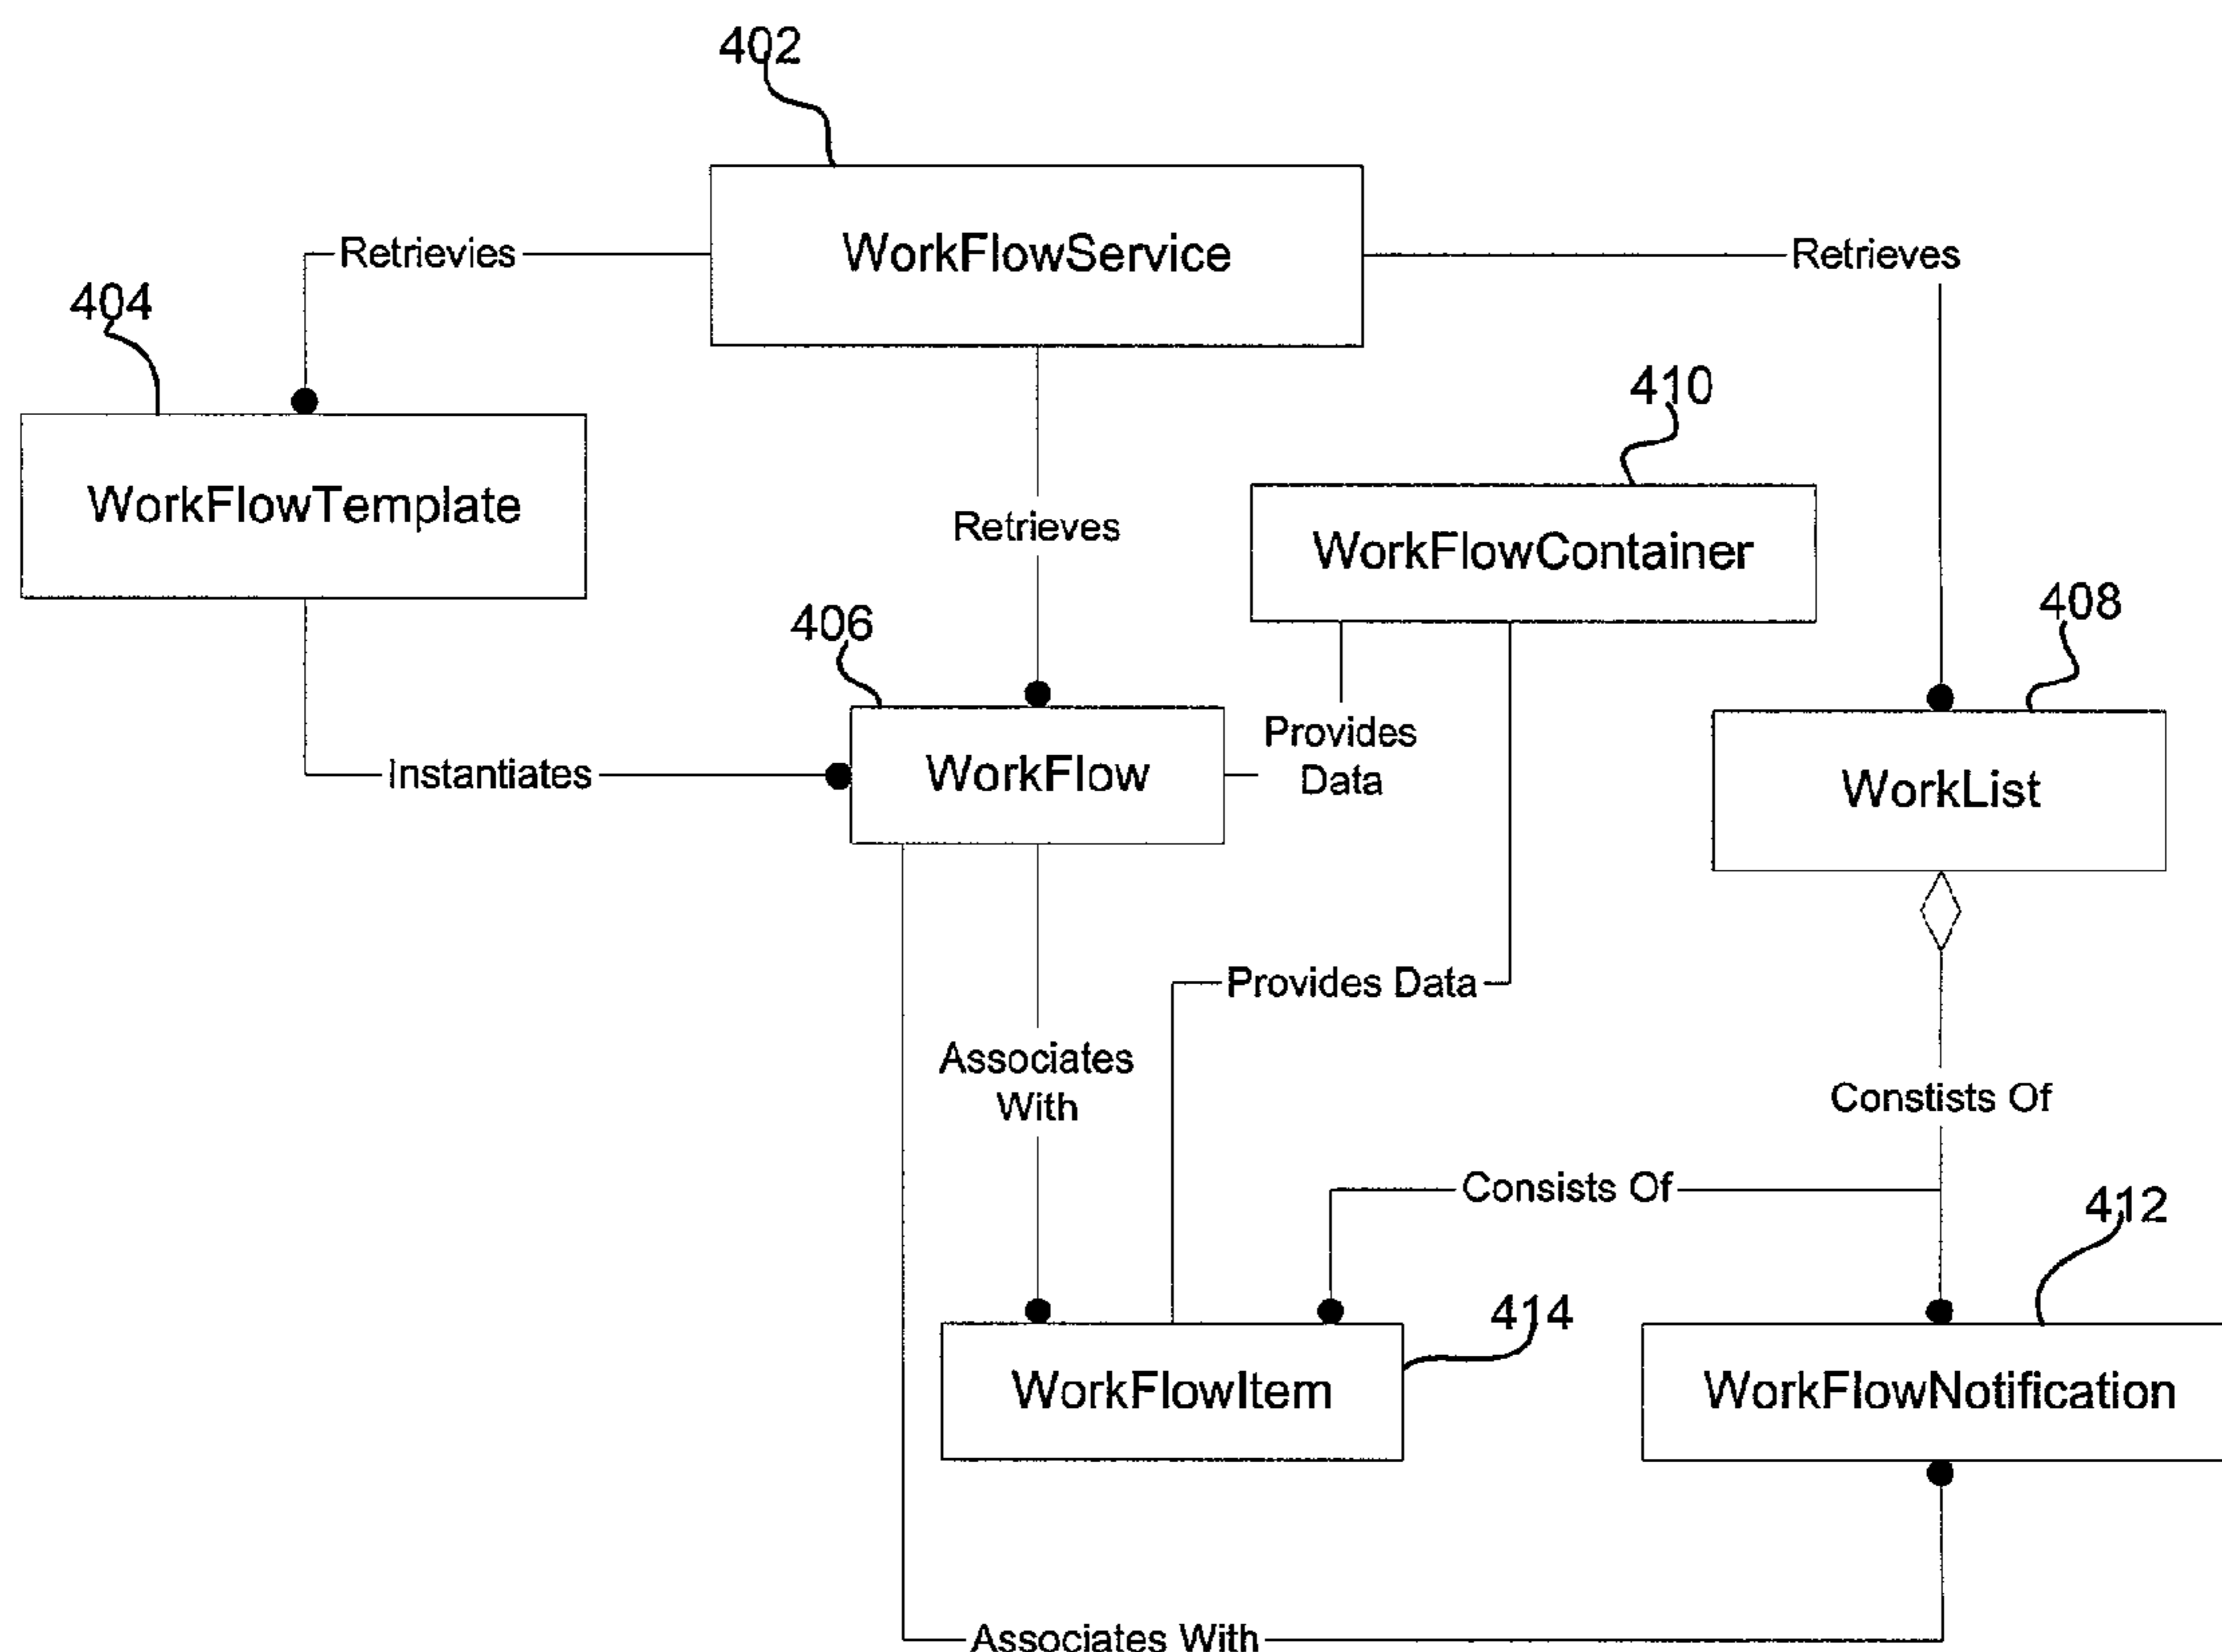 402
WorkFlowService
Retrievies
Retrieves
404
410
WorkFlowTemplate
Retrieves
WorkFlowContainer
408
406
Provides
Data
WorkFlow
Instantiates
WorkList
Provides Data
Associates
With
Constists Of
Consists Of
412
414
WorkFlowItem
WorkFlowNotification
Associates With